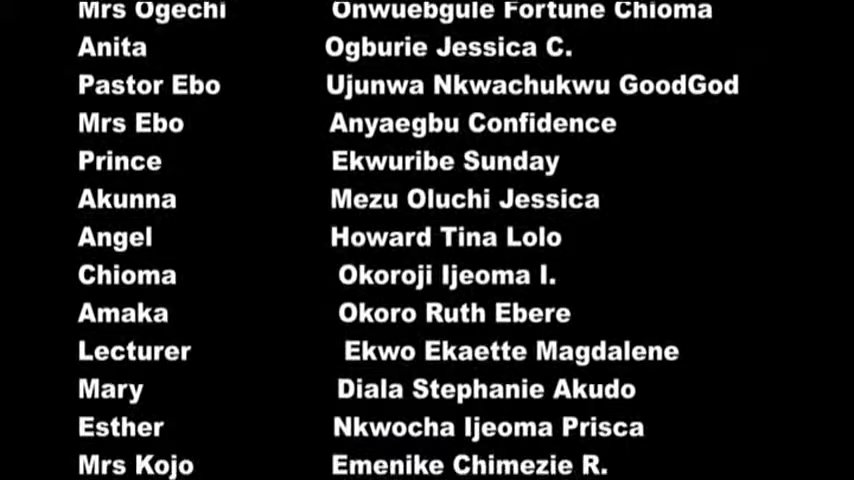 Mrs Ogechi Onwuebgule Fortune Chioma
Anita Ogburie Jessica C.
Pastor Ebo Ujunwa Nkwachukwu GoodGod
Mrs Ebo Anyaegbu Confidence
Prince Ekwuribe Sunday
Akunna Mezu Oluchi Jessica
Angel Howard Tina Lolo
Chioma Okoroji Ijeoma I.
Amaka Okoro Ruth Ebere
Lecturer Ekwo Ekaette Magdalene
Mary Diala Stephanie Akudo
Esther Nkwocha Ijeoma Prisca
Mrs Kojo Emenike Chimezie R.